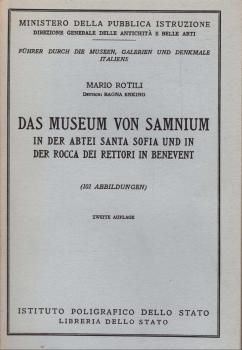 MINISTERO DELLA PUBBLICA ISTRUZIONE
DIREZIONE GENERALE DELLE ANTICHITÀ E BELLE ARTI
FÜHRER DURCH DIE MUSEEN, GALERIEN UND DENKMALE
ITALIENS
MARIO ROTILI
DEUTSCH: RAGNA ENKING
DAS MUSEUM VON SAMNIUM
IN DER ABTEI SANTA SOFIA UND IN
DER ROCCA DEI RETTORI IN BENEVENT
(101 ABBILDUNGEN)
ZWEITE AUFLAGE
ISTITUTO POLIGRAFICO DELLO STATO
LIBRERIA DELLO STATO